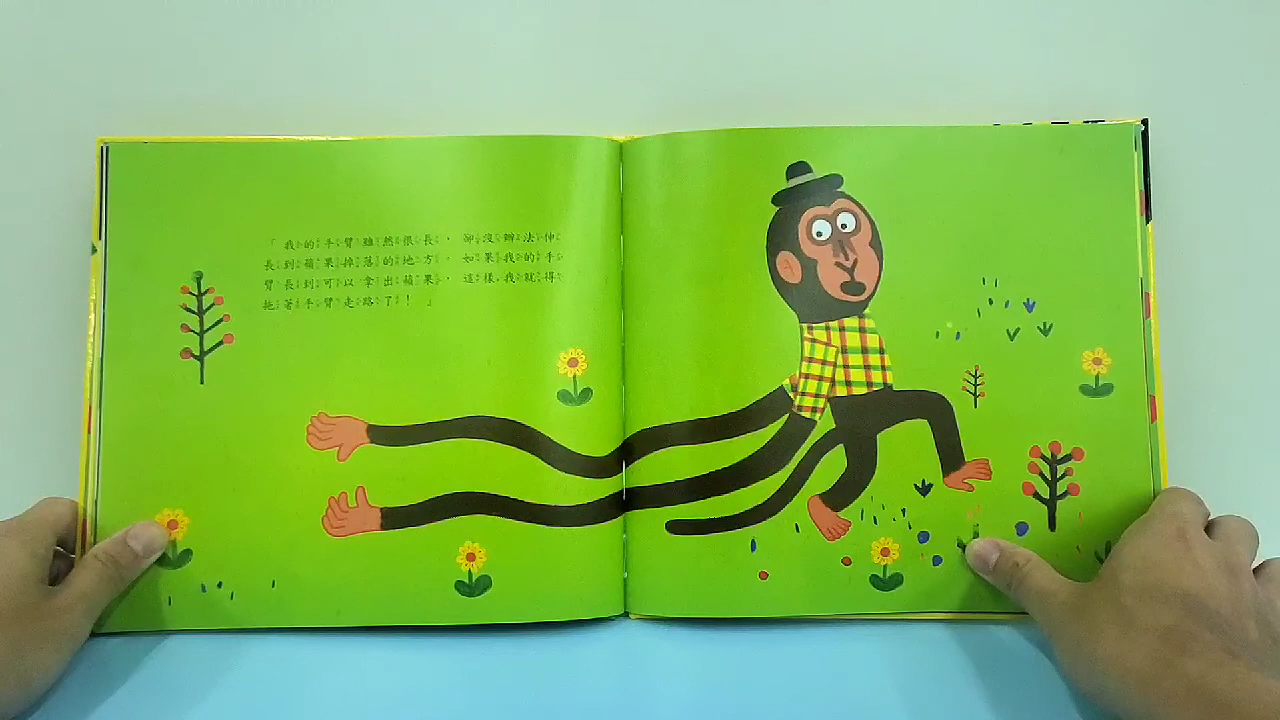 「我的手臂雖然很長，卻沒辦法伸
長到蘋果掉落的地方。如果我的手
臂長到可以拿出蘋果，這樣，我就得
拖著手臂走路了！」